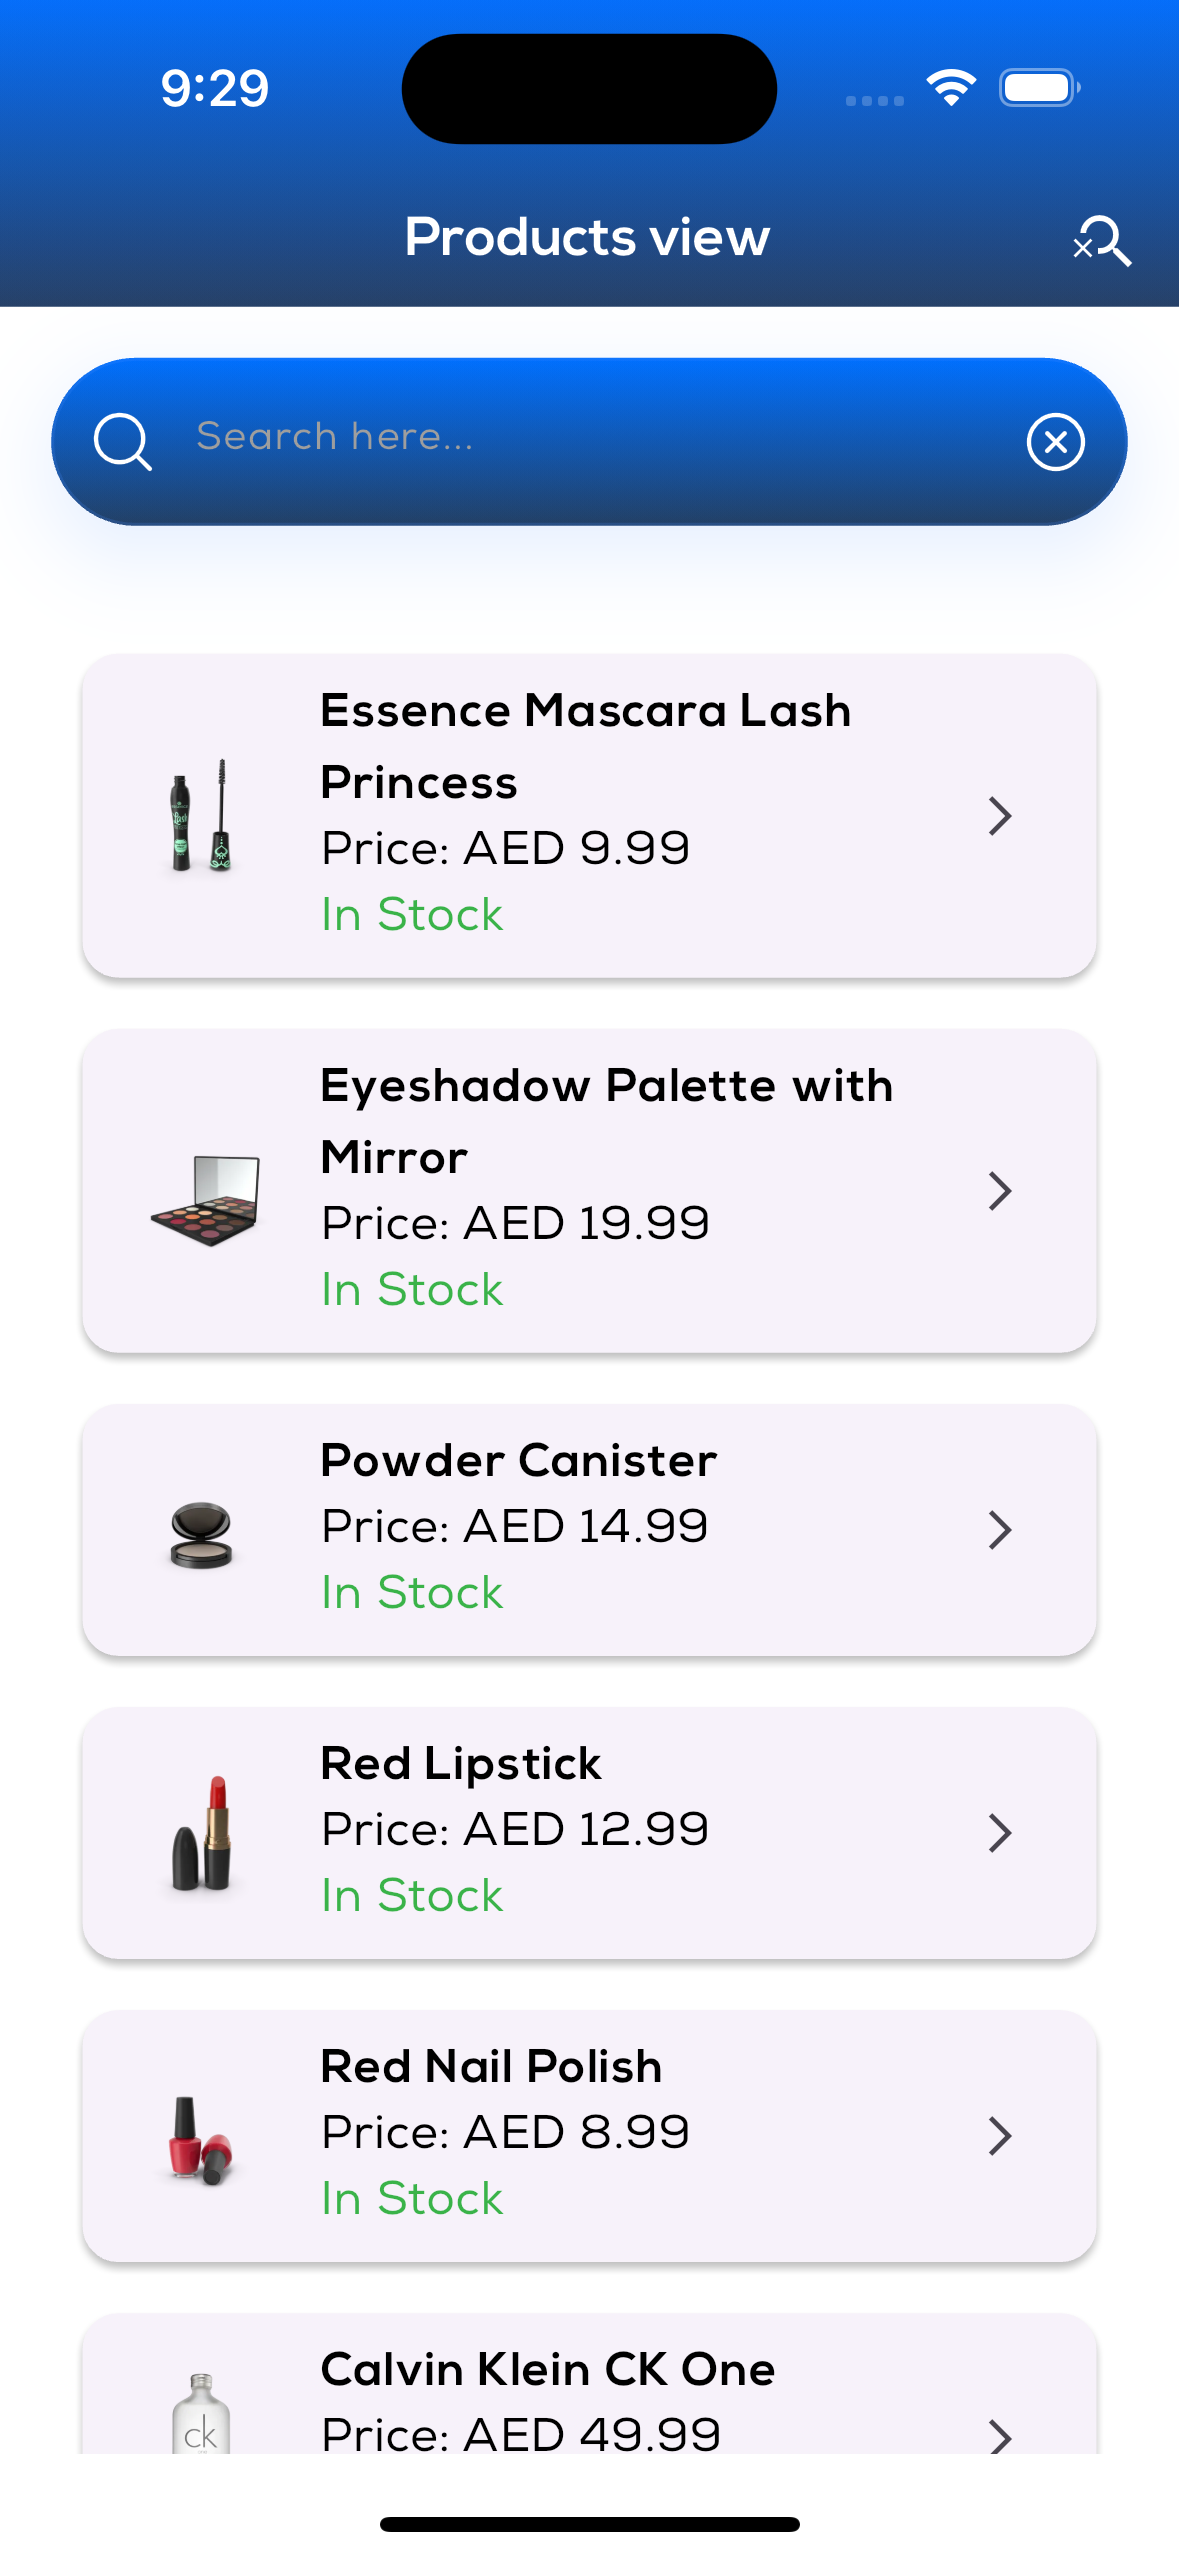 9:29
Products view
Search here...
Essence Mascara Lash
Princess
Price: AED 9.99
In Stock
Eyeshadow Palette with
Mirror
Price: AED 19.99
In Stock
Powder Canister
Price: AED 14.99
In Stock
Red Lipstick
Price: AED 12.99
In Stock
Red Nail Polish
Price: AED 8.99
In Stock
Calvin Klein CK One
ck
Price: AED 49.99